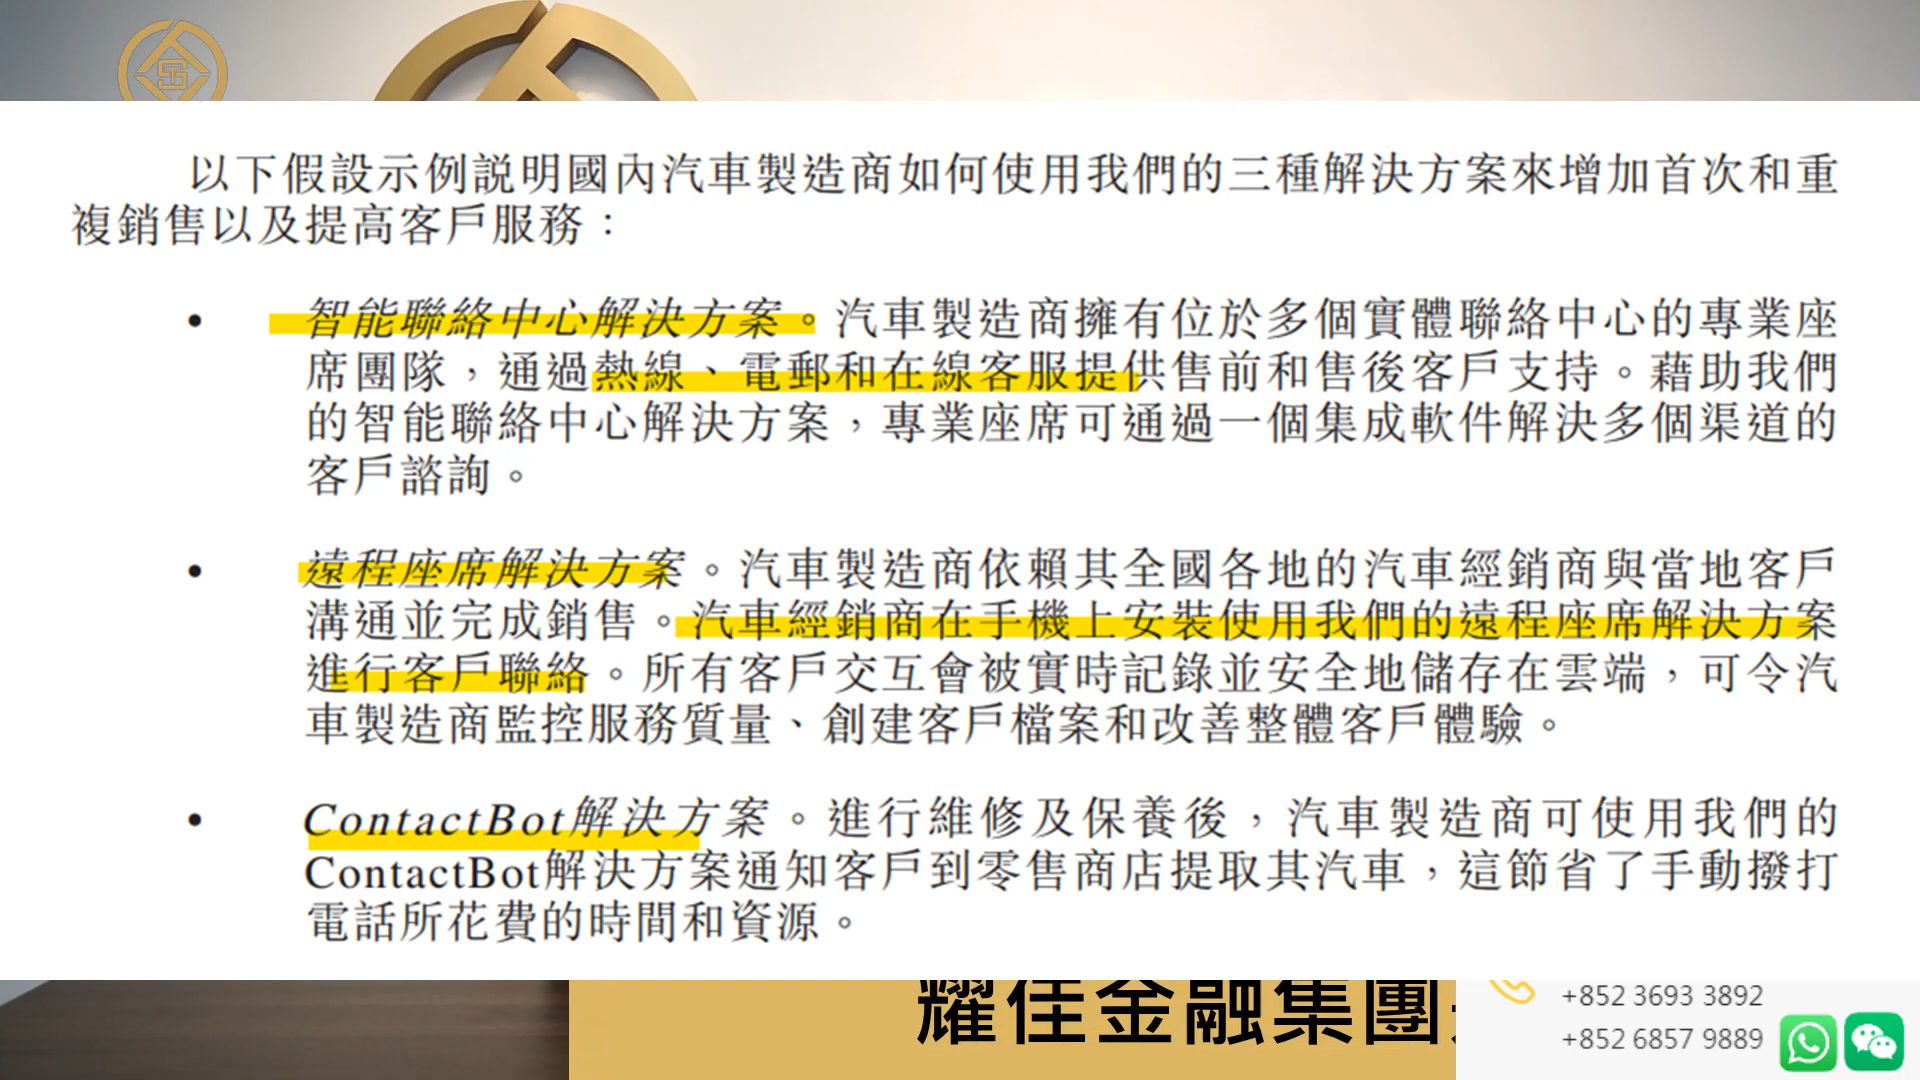 以下假設示例說明國內汽車製造商如何使用我們的三種解決方案來增加首次和重
複銷售以及提高客戶服務：
• 智能聯絡中心解決方案。汽車製造商擁有位於多個實體聯絡中心的專業座
席團隊，通過熱線、電郵和在線客服提供售前和售後客戶支持。藉助我們
的智能聯絡中心解決方案，專業座席可通過一個集成軟件解決多個渠道的
客戶諮詢。
• 遠程座席解決方案。汽車製造商依賴其全國各地的汽車經銷商與當地客戶
溝通並完成銷售。汽車經銷商在手機上安裝使用我們的遠程座席解決方案
進行客戶聯絡。所有客戶交互會被實時記錄並安全地儲存在雲端，可令汽
車製造商監控服務質量、創建客戶檔案和改善整體客戶體驗。
• ContactBot解決方案。進行維修及保養後，汽車製造商可使用我們的
ContactBot解決方案通知客戶到零售商店提取其汽車，這節省了手動撥打
電話所花費的時間和資源。
耀佳金融集團
+852 3693 3892
+852 6857 9889